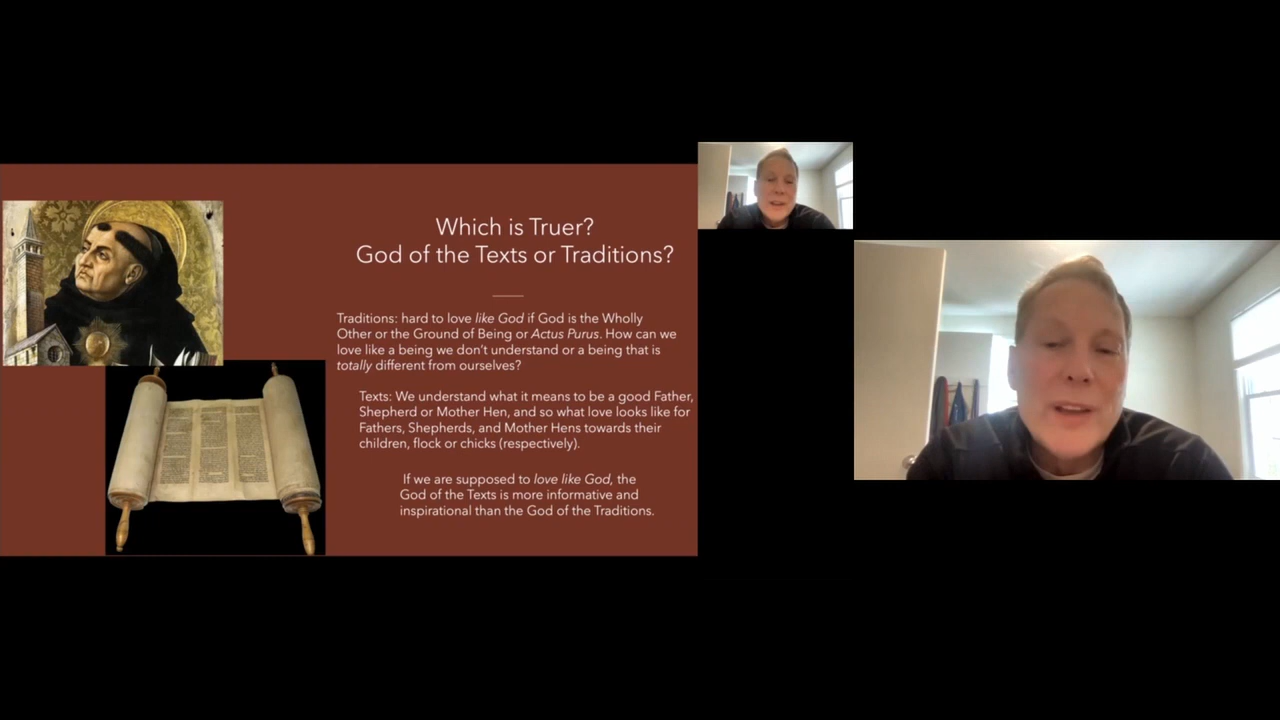 Which is Truer?
God of the Texts or Traditions?
Traditions: hard to love like God if God is the Wholly
Other or the Ground of Being or Actus Purus. How can we
love like a being we don't understand or a being that is
totally different from ourselves?
Texts: We understand what it means to be a good Father,
Shepherd or Mother Hen, and so what love looks like for
Fathers, Shepherds, and Mother Hens towards their
children, flock or chicks (respectively).
If we are supposed to love like God, the
God of the Texts is more informative and
inspirational than the God of the Traditions.